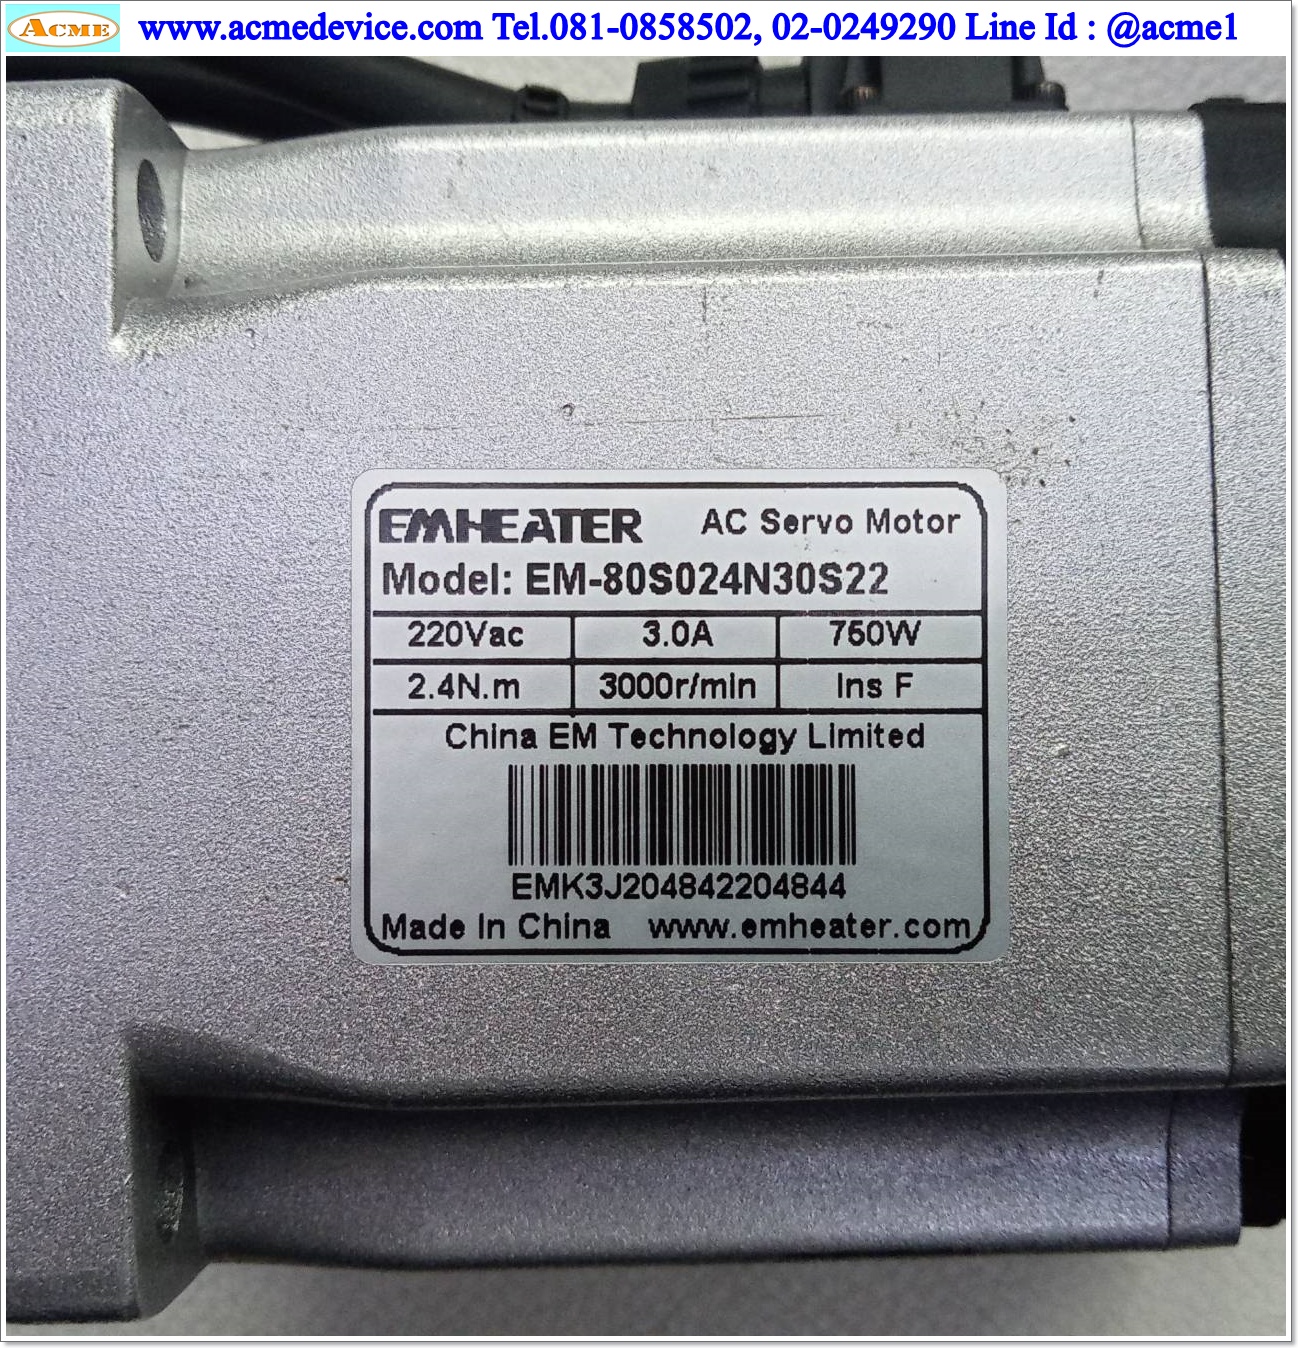 ACME www.acmedevice.com Tel.081-0858502, 02-0249290 Line Id : @acme1
EMHEATER AC Servo Motor
Model: EM-80S024N30S22
220Vac 3.0A 750W
2.4N.m 3000r/min Ins F
China EM Technology Limited
EMK3J204842204844
Made In China www.emheater.com